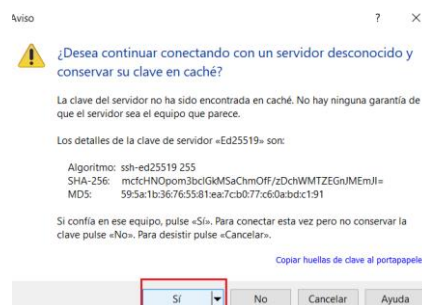 Aviso
?
×
¿Desea continuar conectando con un servidor desconocido y
conservar su clave en caché?
La clave del servidor no ha sido encontrada en caché. No hay ninguna garantía de
que el servidor sea el equipo que parece.
Los detalles de la clave de servidor «Ed25519» son:
Algoritmo: ssh-ed25519 255
SHA-256: mcfcHNOpom3bcIGkMSaChmOfF/zDchWMTZEGnJMEmJI=
MD5: 59:5a:1b:36:76:55:81:ea:7c:b0:77:c6:0a:bd:c1:91
Si confía en ese equipo, pulse «Sí». Para conectar esta vez pero no conservar la
clave pulse «No». Para desistir pulse «Cancelar».
Copiar huellas de clave al portapapele
Sí
No
Cancelar
Ayuda